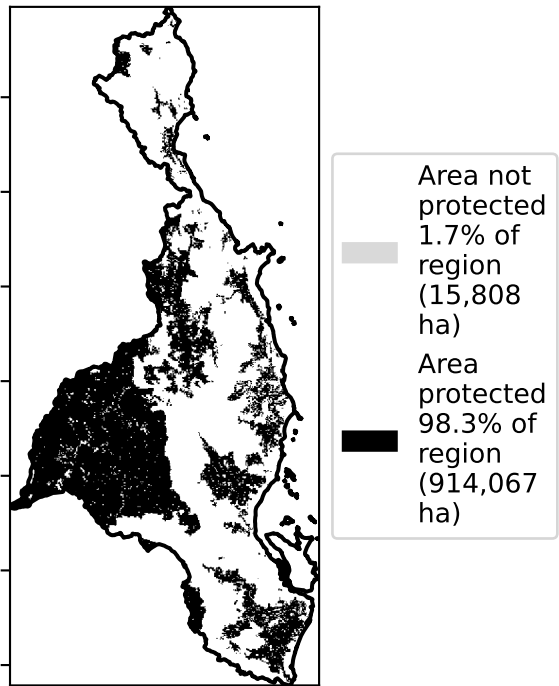 Area not
protected
1.7% of
region
(15,808
ha)
Area
protected
98.3% of
region
(914,067
ha)